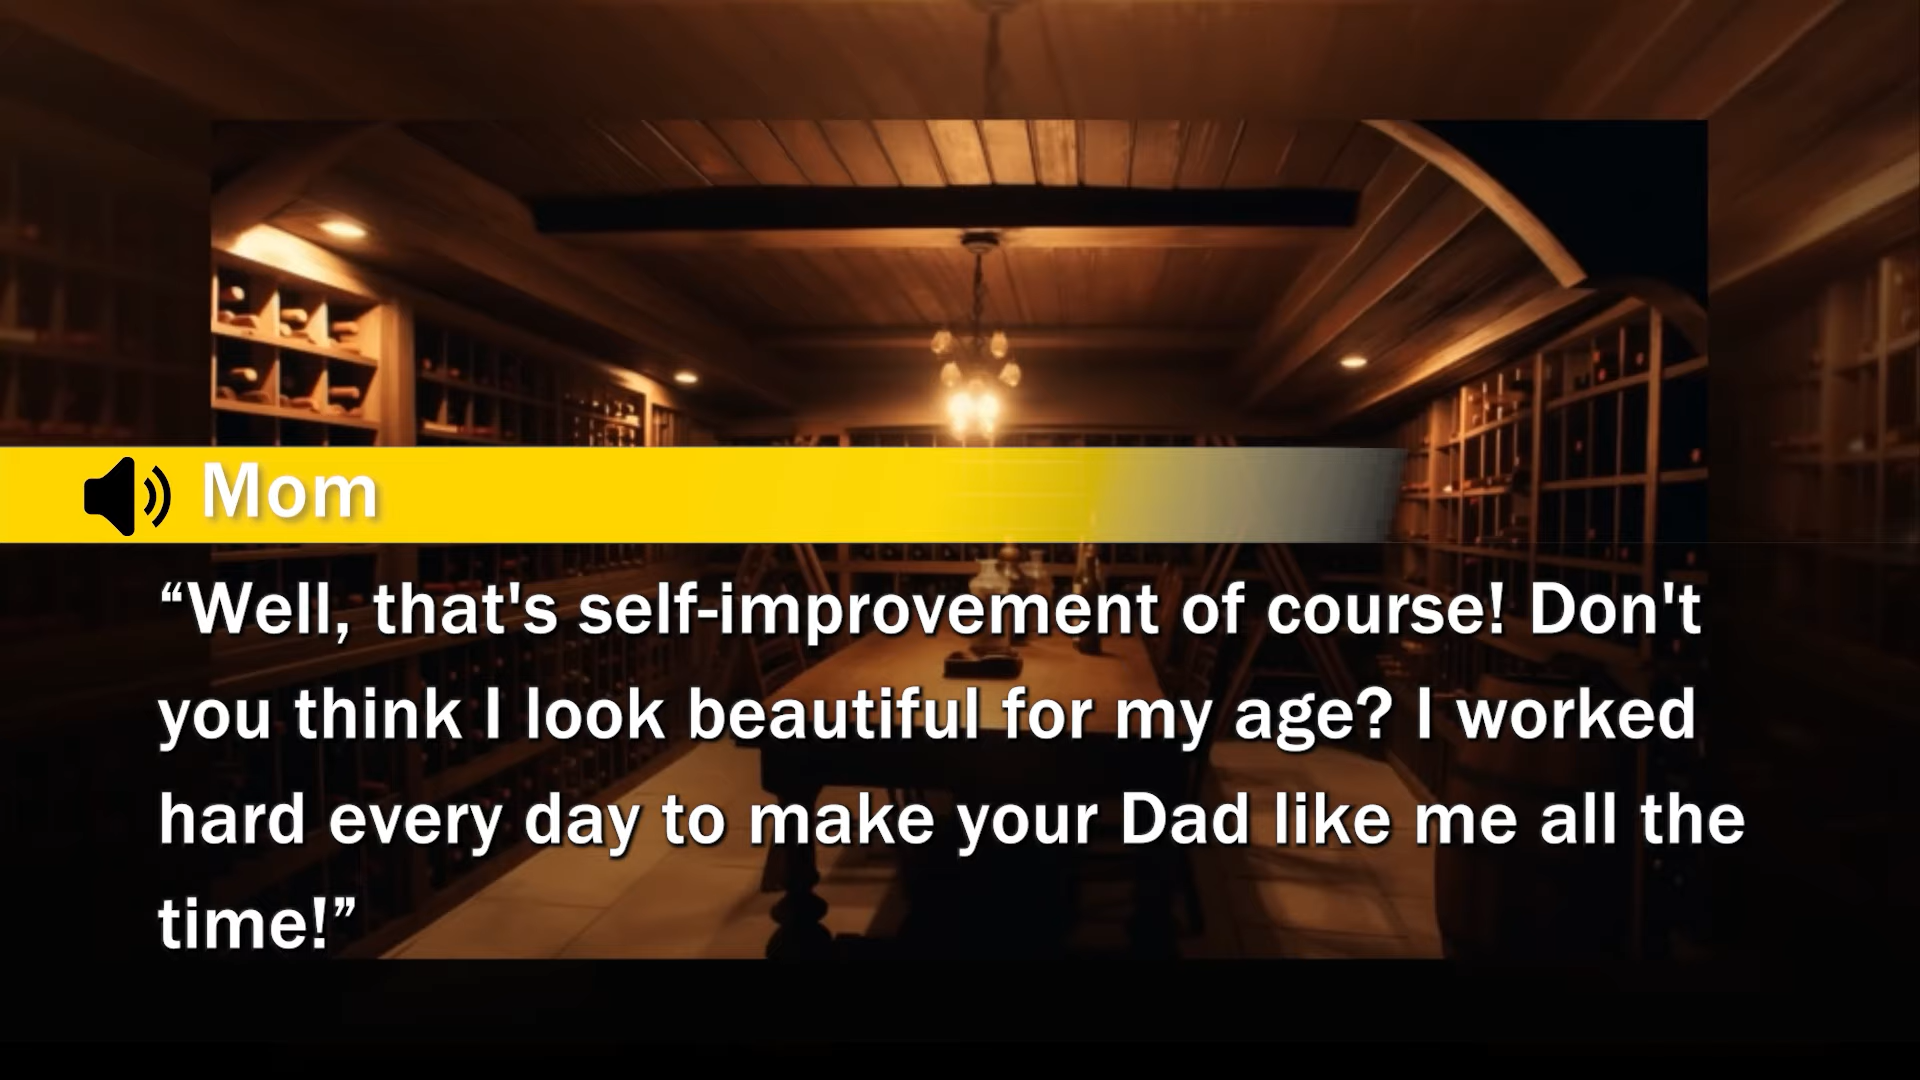 Mom
“Well, that's self-improvement of course! Don't
you think I look beautiful for my age? I worked
hard every day to make your Dad like me all the
time!”